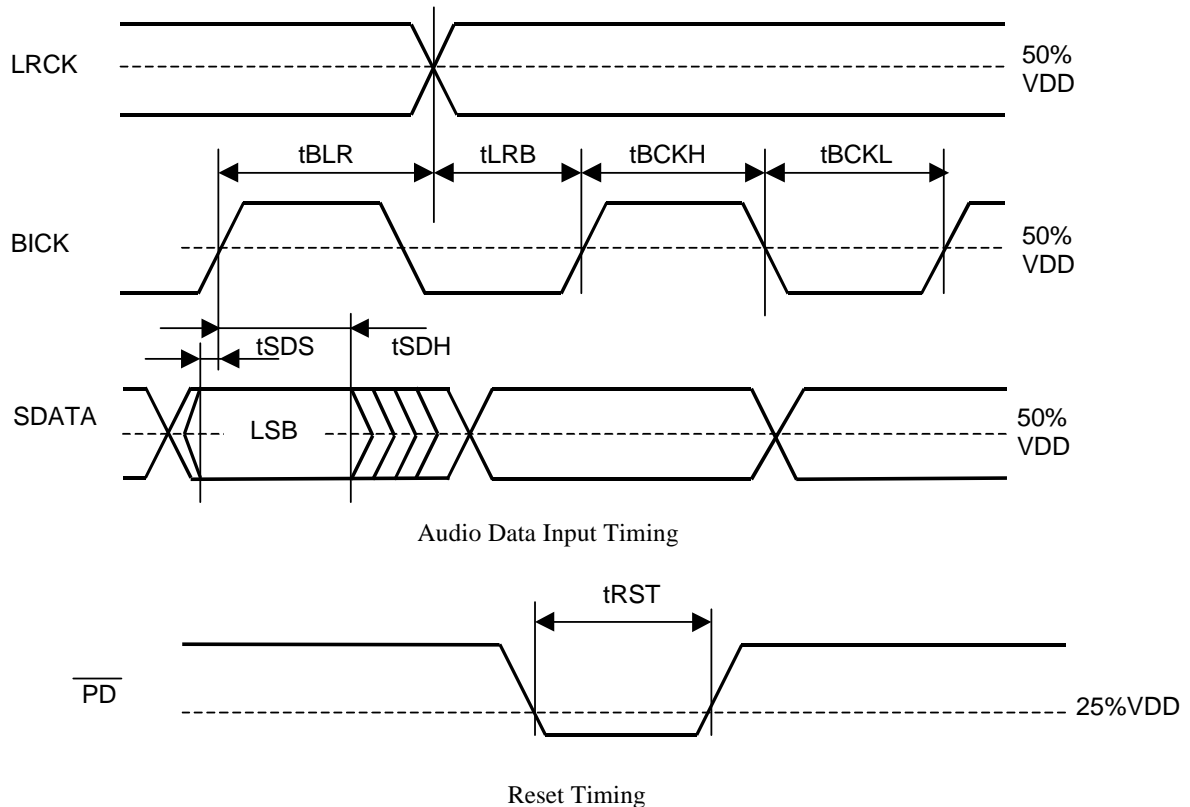 LRCK
50%
VDD
tBLR
tLRB
tBCKH
tBCKL
BICK
50%
VDD
tSDS
tSDH
SDATA
LSB
50%
VDD
Audio Data Input Timing
tRST
PD
25%VDD
Reset Timing